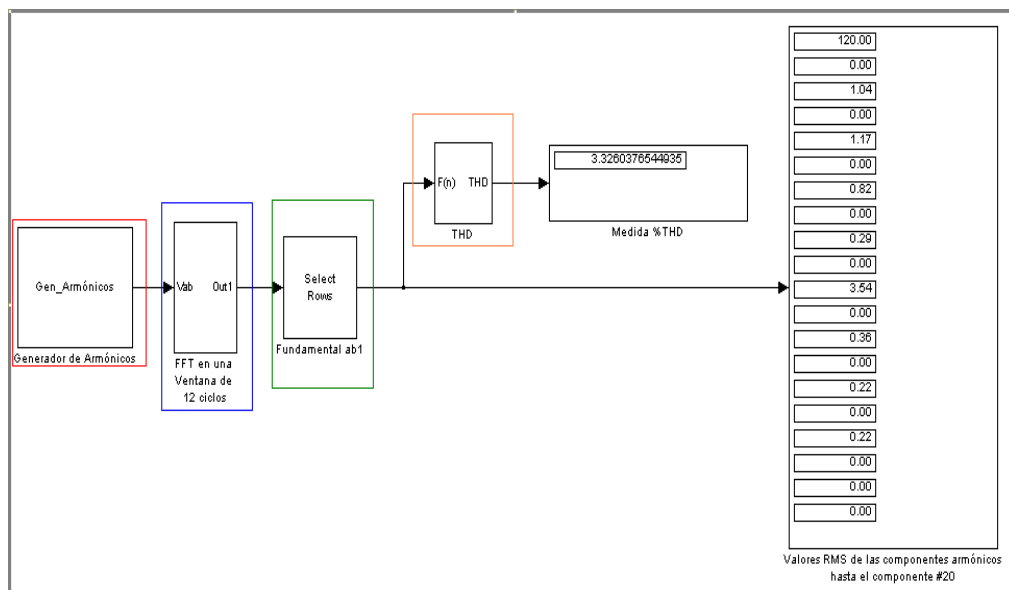 Gen_Armónicos
Generador de Armónicos
Vab Out1
FFT en una
Ventana de
12 ciclos
Select
Rows
Fundamental ab1
F(n) THD
THD
3.3260376544935
Medida %THD
120.00
0.00
1.04
0.00
1.17
0.00
0.82
0.00
0.29
0.00
3.54
0.00
0.36
0.00
0.22
0.00
0.22
0.00
0.00
0.00
Valores RMS de las componentes armónicos
hasta el componente #20